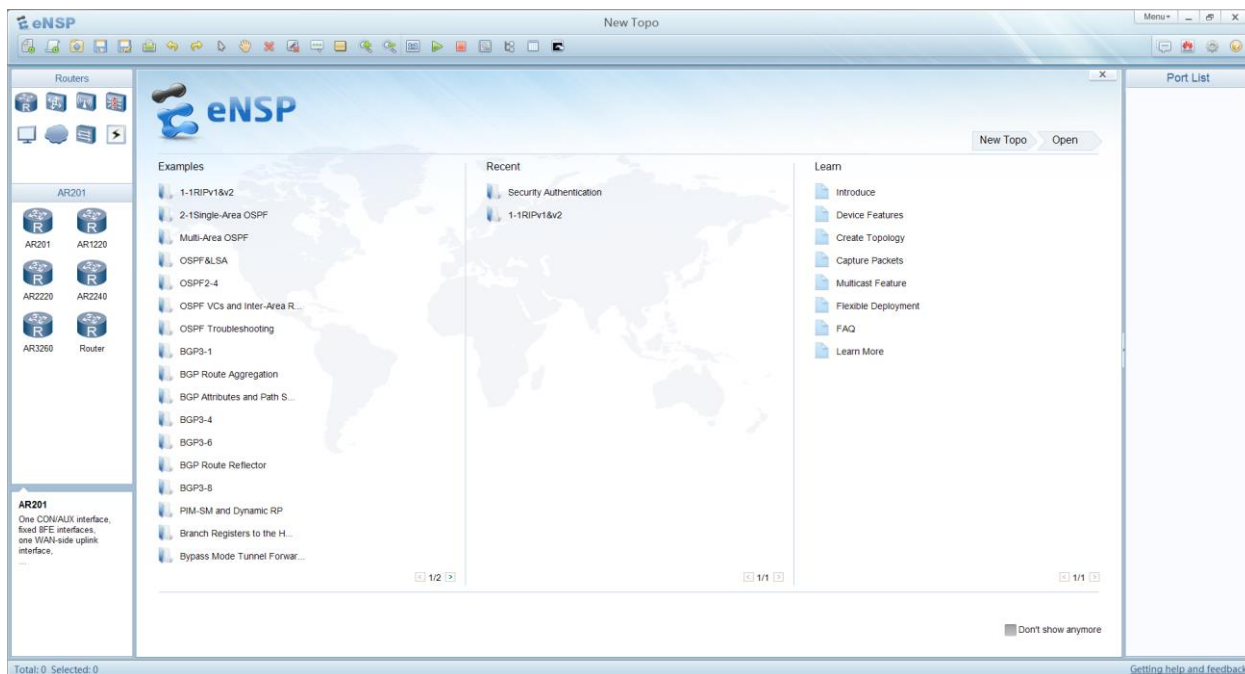 eNSP
New Topo
Menu
Routers
AR201
AR201
AR1220
AR2220
AR2240
AR3260
Router
AR201
One CON/AUX interface,
fixed 8FE interfaces,
one WAN-side uplink
interface,
...
eNSP
New Topo
Open
Examples
1-1RIPv1&v2
2-1Single-Area OSPF
Multi-Area OSPF
OSPF&LSA
OSPF2-4
OSPF VCs and Inter-Area R...
OSPF Troubleshooting
BGP3-1
BGP Route Aggregation
BGP Attributes and Path S...
BGP3-4
BGP3-6
BGP Route Reflector
BGP3-8
PIM-SM and Dynamic RP
Branch Registers to the H...
Bypass Mode Tunnel Forwar...
1/2
Recent
Security Authentication
1-1RIPv1&v2
1/1
Learn
Introduce
Device Features
Create Topology
Capture Packets
Multicast Feature
Flexible Deployment
FAQ
Learn More
1/1
Don't show anymore
Port List
Total: 0 Selected: 0
Getting help and feedback